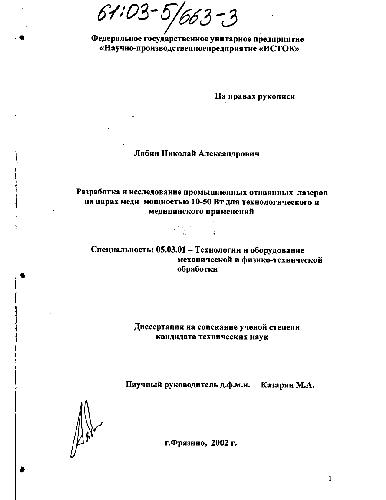 61:03-5/663-3
Федеральное государственное унитарное предприятие
«Научно-производственное предприятие «ИСТОК»
На правах рукописи
Лябин Николай Александрович
Разработка и исследование промышленных отпаянных лазеров
на парах меди мощностью 10-50 Вт для технологического и
медицинского применений
Специальность: 05.03.01 – Технологии и оборудование
механической и физико-технической
обработки
Диссертация на соискание ученой степени
кандидата технических наук
Научный руководитель д.ф.м.н. Казарян М.А.
г.Фрязино, 2002 г.
1